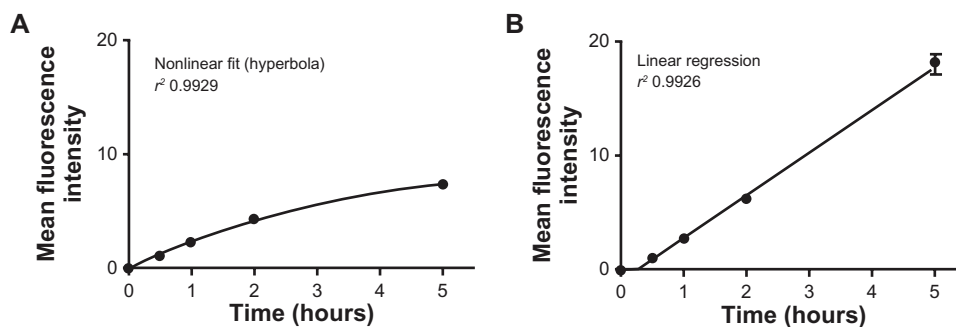 A
Mean fluorescence
intensity
20
10
0
Nonlinear fit (hyperbola)
r² 0.9929
0 1 2 3 4 5
Time (hours)
B
Mean fluorescence
intensity
20
10
0
Linear regression
r² 0.9926
0 1 2 3 4 5
Time (hours)